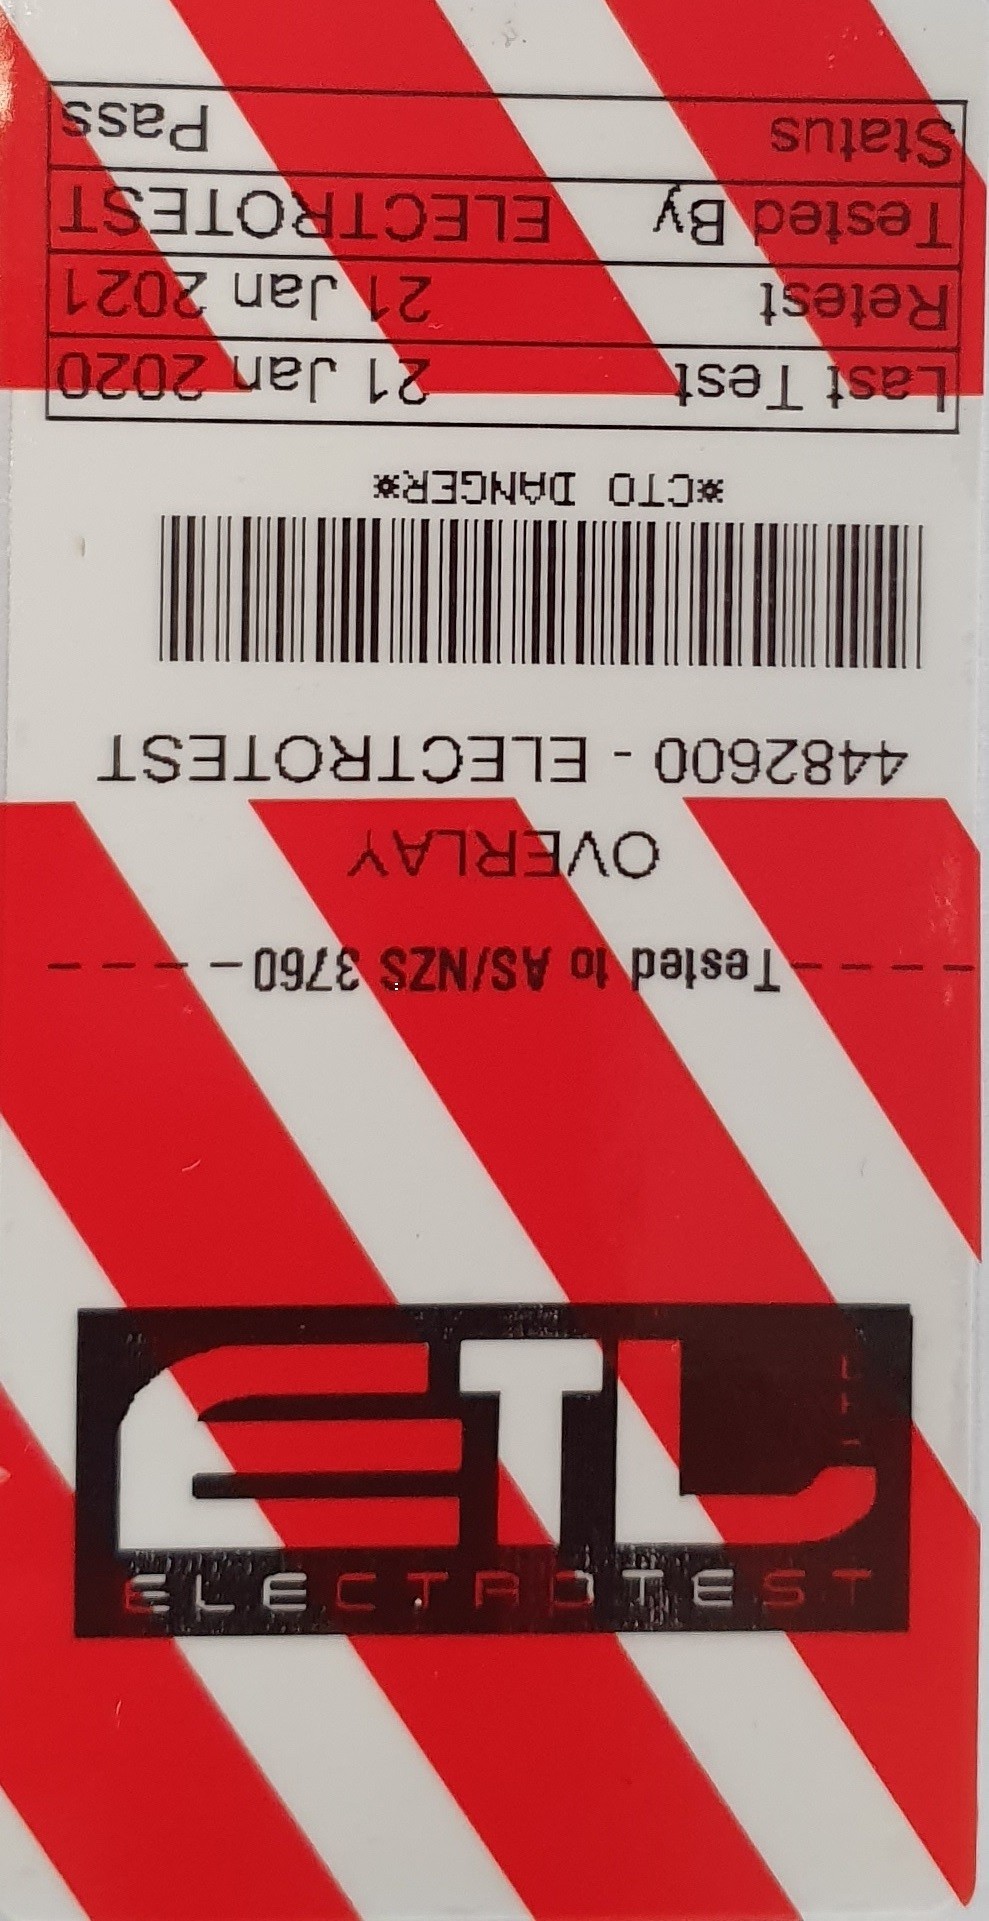 ETL
ELECTROTEST
Tested to AS/NZS 3760
OVERLAY
4482600 - ELECTROTEST
*CTO DANGER*
Last Test 21 Jan 2020
Retest 21 Jan 2021
Tested By ELECTROTEST
Status Pass